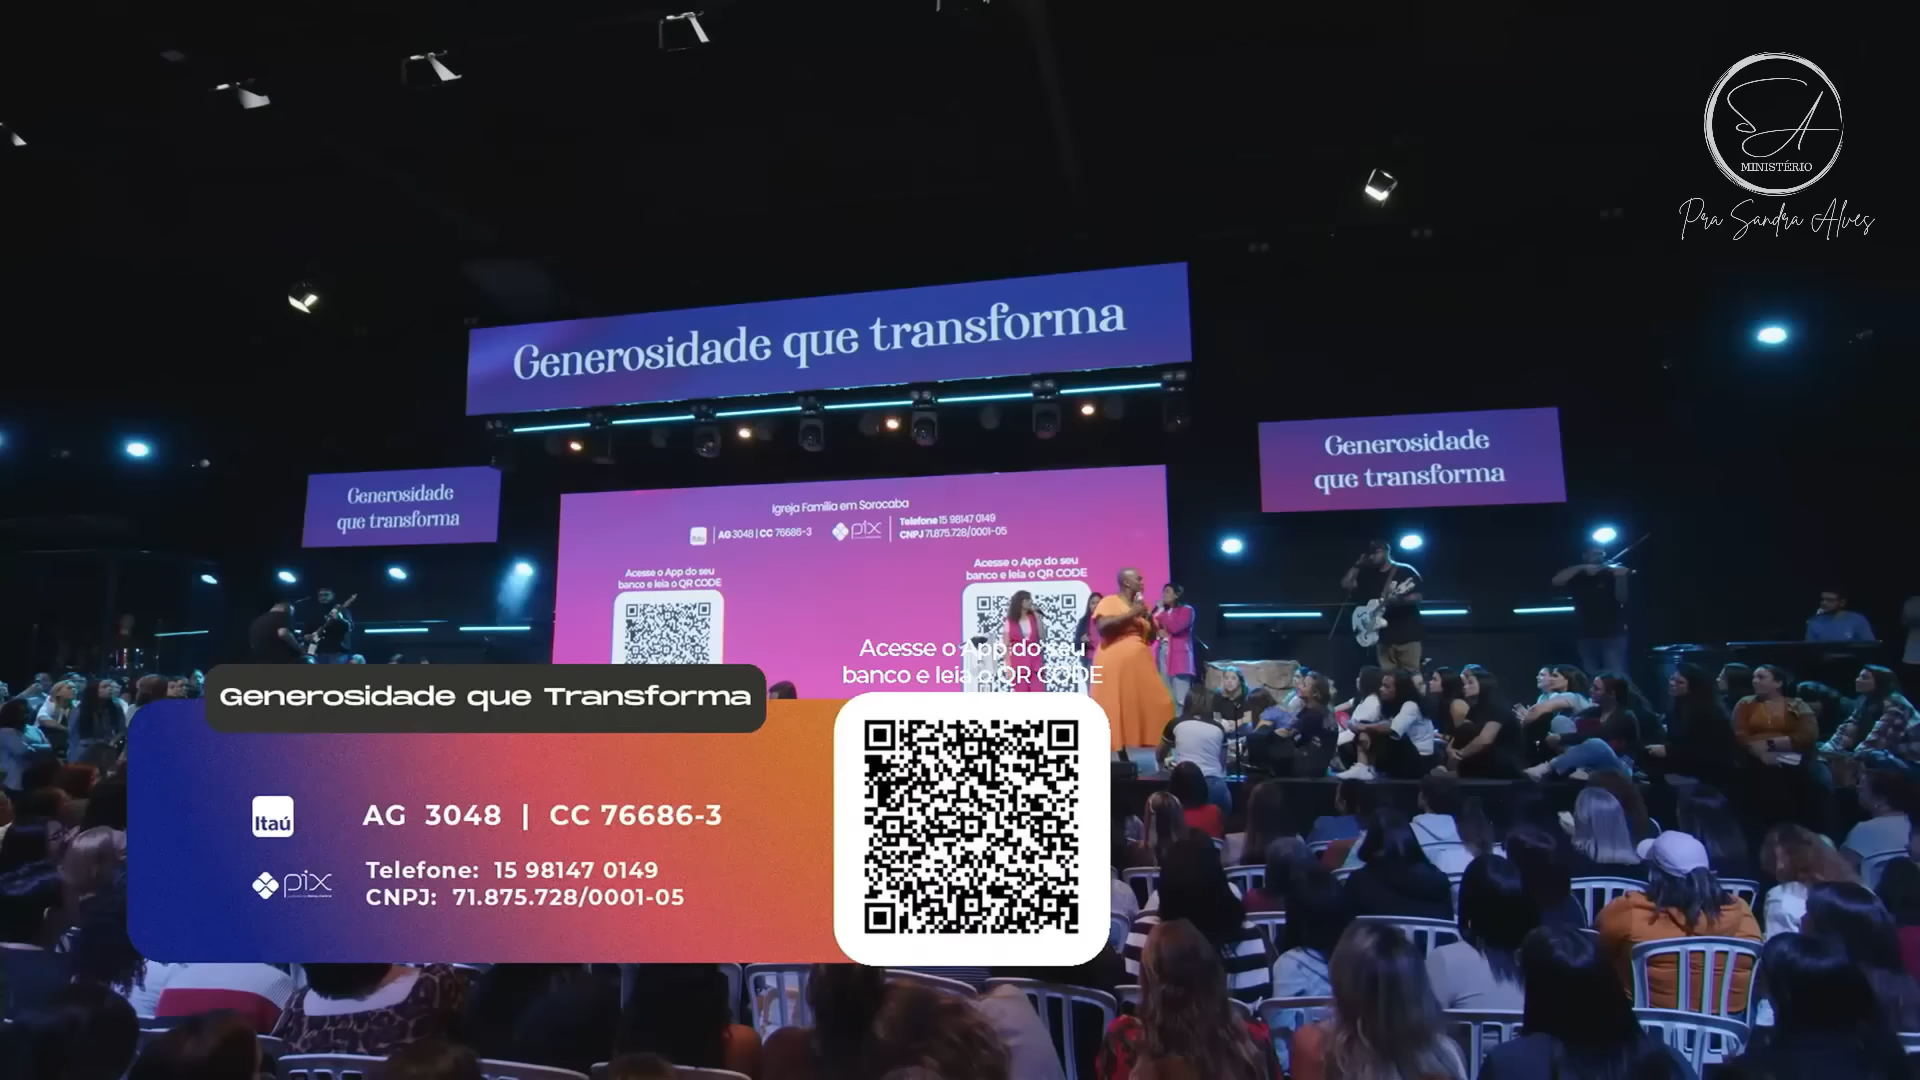 SA
MINISTÉRIO
Pra Sandra Alves
Generosidade que transforma
Generosidade
que transforma
Generosidade
que transforma
Igreja Família em Sorocaba
Itaú
AG 3048 | CC 76686-3
pix
Telefone 15 98147 0149
CNPJ 71.875.728/0001-05
Acesse o App do seu
banco e leia o QR CODE
Acesse o App do seu
banco e leia o QR CODE
Acesse o App do seu
banco e leia o QR CODE
Generosidade que Transforma
Itaú
AG 3048 | CC 76686-3
pix
Telefone: 15 98147 0149
CNPJ: 71.875.728/0001-05